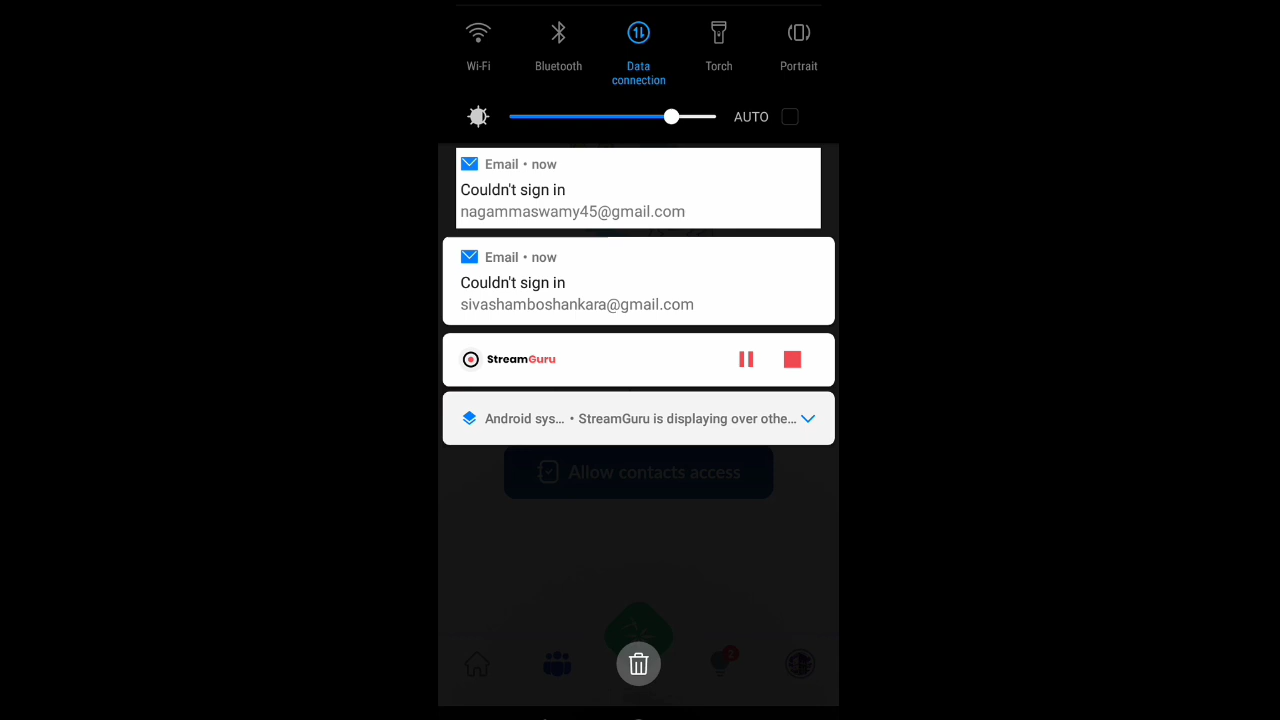 Wi-Fi
Bluetooth
Data
connection
Torch
Portrait
AUTO
Email • now
Couldn't sign in
nagammaswamy45@gmail.com
Email • now
Couldn't sign in
sivashamboshankara@gmail.com
StreamGuru
Android sys... • StreamGuru is displaying over othe...
Allow contacts access
2